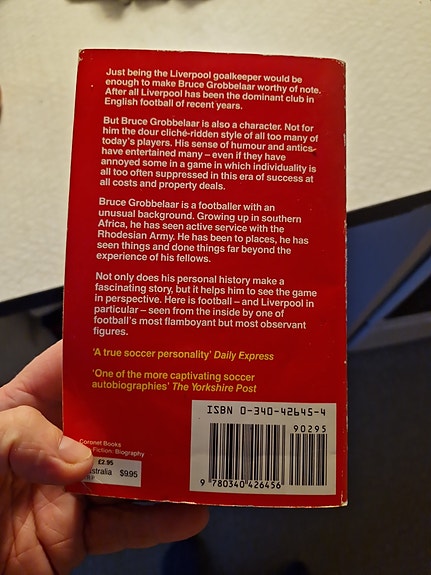 Just being the Liverpool goalkeeper would be
enough to make Bruce Grobbelaar worthy of note.
After all Liverpool has been the dominant club in
English football of recent years.
But Bruce Grobbelaar is also a character. Not for
him the dour cliché-ridden style of all too many of
today's players. His sense of humour and antics
have entertained many – even if they have
annoyed some in a game in which individuality is
all too often suppressed in this era of success at
all costs and property deals.
Bruce Grobbelaar is a footballer with an
unusual background. Growing up in southern
Africa, he has seen active service with the
Rhodesian Army. He has been to places, he has
seen things and done things far beyond the
experience of his fellows.
Not only does his personal history make a
fascinating story, but it helps him to see the game
in perspective. Here is football – and Liverpool in
particular – seen from the inside by one of
football's most flamboyant but most observant
figures.
'A true soccer personality' Daily Express
'One of the more captivating soccer
autobiographies' The Yorkshire Post
ISBN 0-340-42645-4
90295
9 780340 426456
Coronet Books
Fiction: Biography
£2.95
stralia $9.95